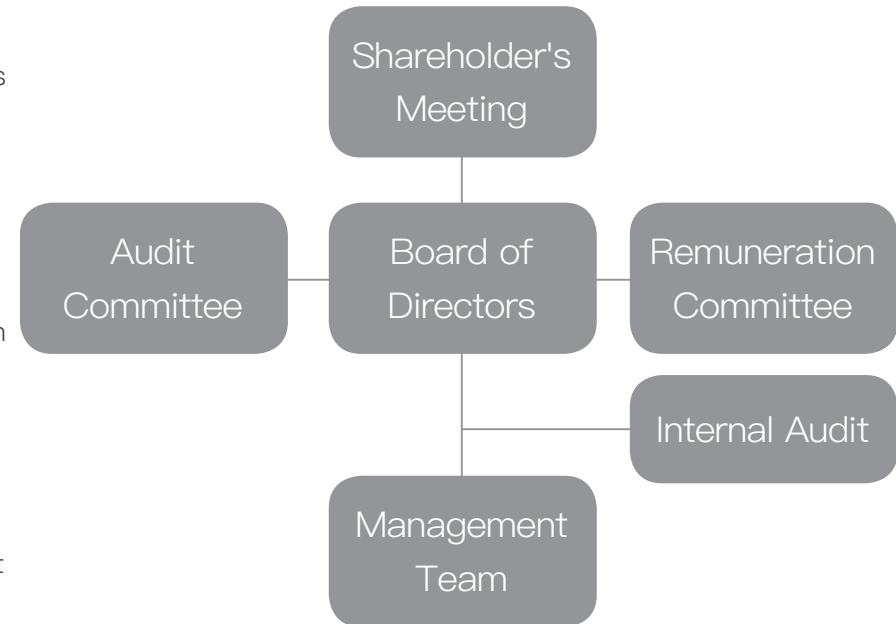 Shareholder's
Meeting
Audit
Committee
Board of
Directors
Remuneration
Committee
Internal Audit
Management
Team